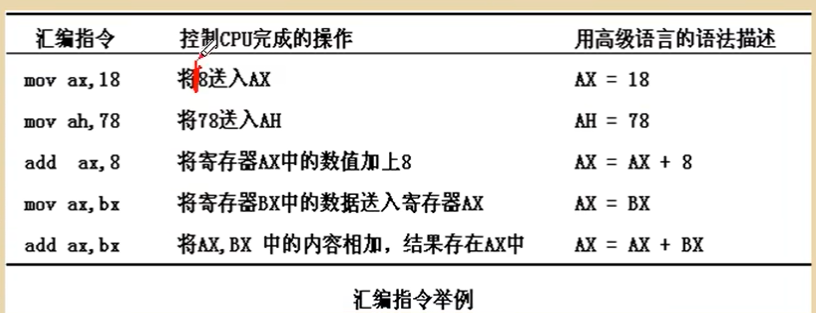 汇编指令 控制CPU完成的操作 用高级语言的语法描述
mov ax,18 将8送入AX AX = 18
mov ah,78 将78送入AH AH = 78
add ax,8 将寄存器AX中的数值加上8 AX = AX + 8
mov ax,bx 将寄存器BX中的数据送入寄存器AX AX = BX
add ax,bx 将AX,BX 中的内容相加，结果存在AX中 AX = AX + BX
汇编指令举例